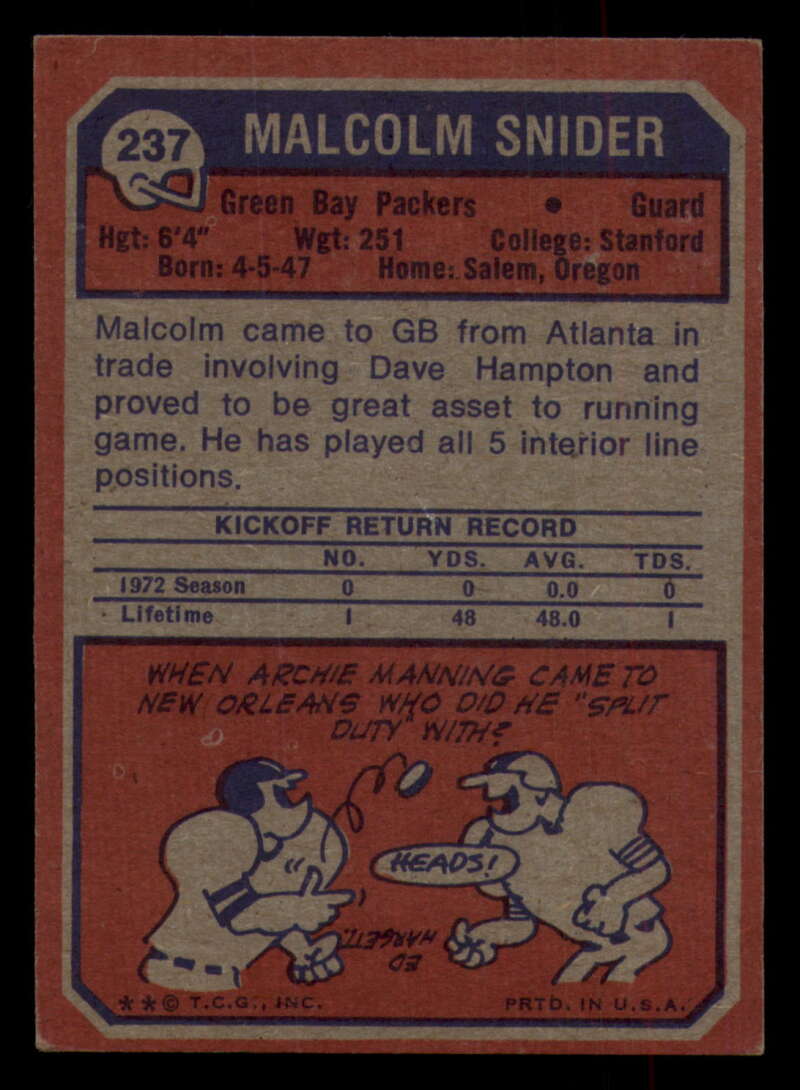 237
MALCOLM SNIDER
Green Bay Packers • Guard
Hgt: 6'4" Wgt: 251 College: Stanford
Born: 4-5-47 Home: Salem, Oregon
Malcolm came to GB from Atlanta in
trade involving Dave Hampton and
proved to be great asset to running
game. He has played all 5 interior line
positions.
KICKOFF RETURN RECORD
NO. YDS. AVG. TDS.
1972 Season 0 0 0.0 0
Lifetime 1 48 48.0 1
WHEN ARCHIE MANNING CAME TO
NEW ORLEANS WHO DID HE "SPLIT
DUTY" WITH?
HEADS!
ED
HARGETT.
**© T.C.G., INC. PRTD. IN U.S.A.